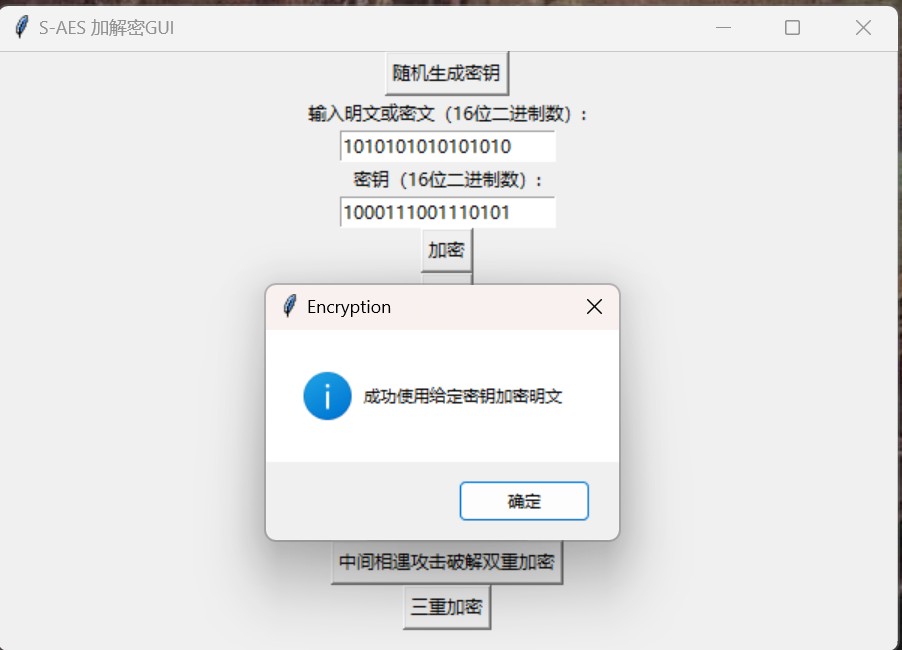 S-AES 加解密GUI
随机生成密钥
输入明文或密文（16位二进制数）:
1010101010101010
密钥（16位二进制数）:
1000111001110101
加密
Encryption
成功使用给定密钥加密明文
确定
中间相遇攻击破解双重加密
三重加密